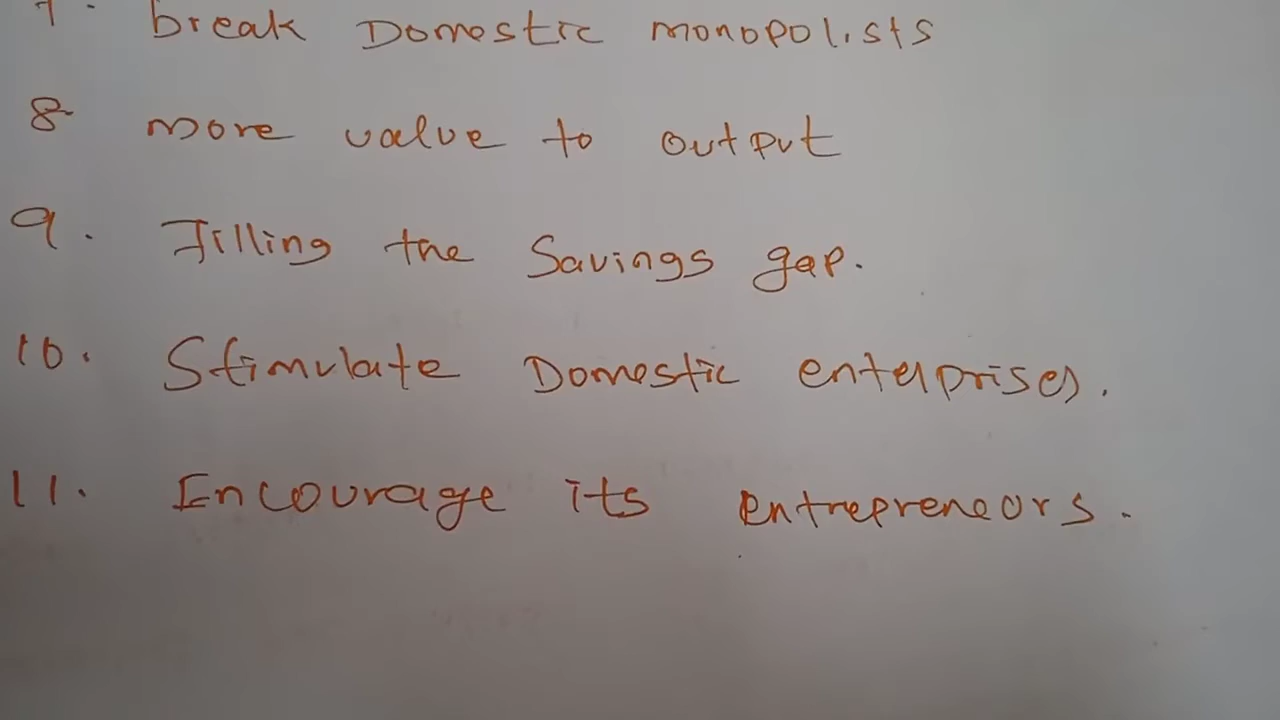 7. break Domestic monopolists
8 more value to output
9. Filling the Savings gap.
10. Stimulate Domestic enterprises.
11. Encourage its entrepreneurs.